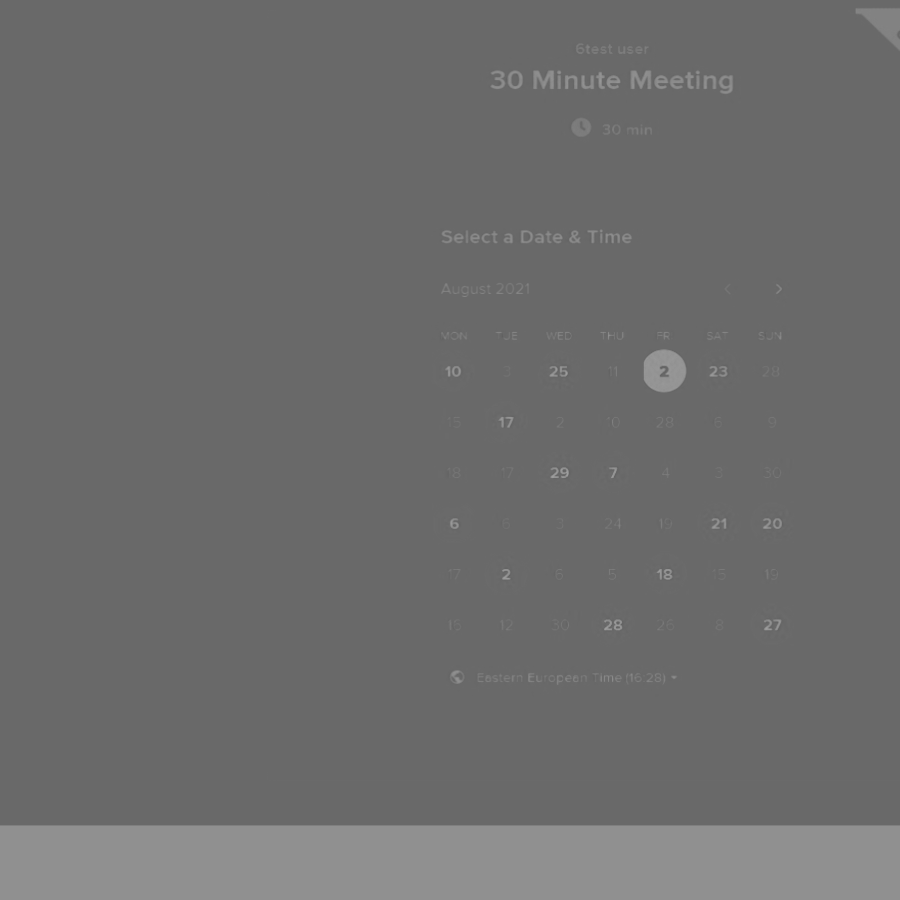 6test user
30 Minute Meeting
30 min
Select a Date & Time
August 2021
MON TUE WED THU FR SAT SUN
10 3 25 11 2 23 28
15 17 2 10 28 6 9
18 17 29 7 4 3 30
6 6 3 24 19 21 20
17 2 6 5 18 15 19
15 12 30 28 26 8 27
Eastern European Time (16:28)